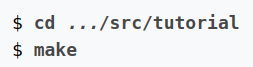 $ cd .../src/tutorial
$ make